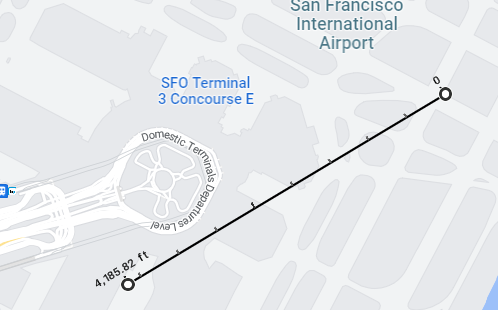 San Francisco
International
Airport
0
SFO Terminal
3 Concourse E
Domestic Terminals Departures Level
4,185.82 ft